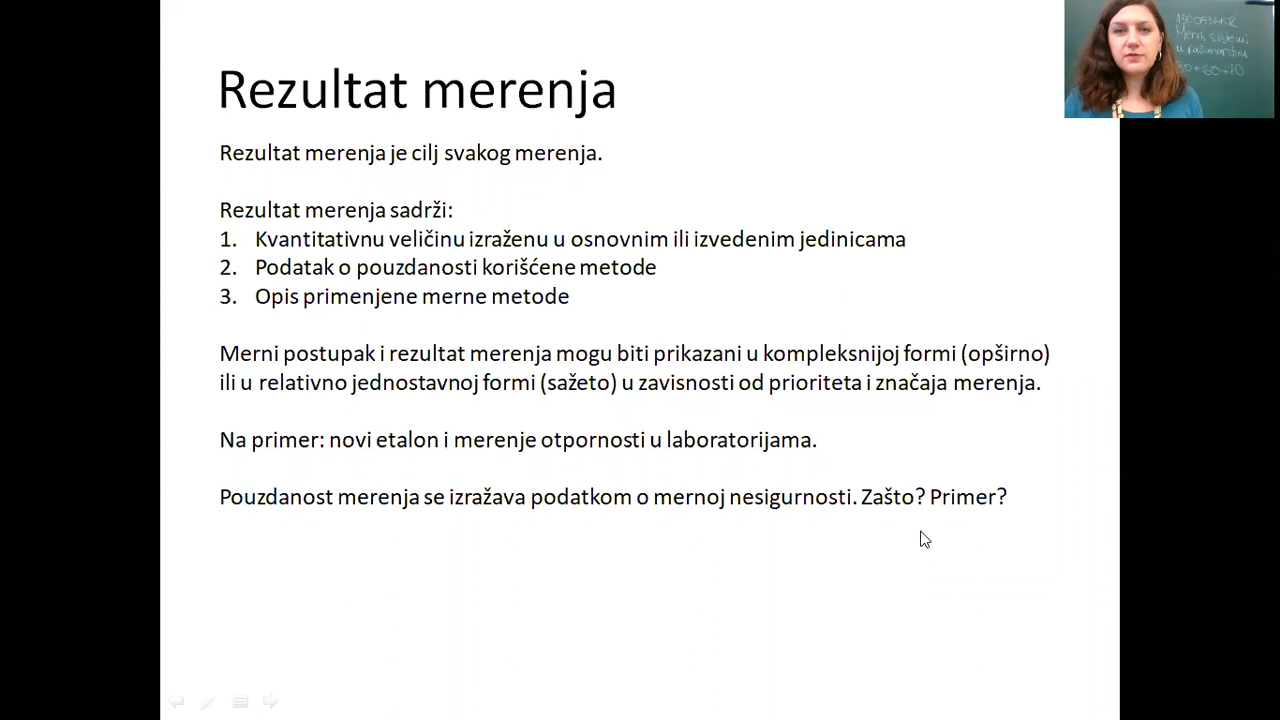 Rezultat merenja
Rezultat merenja je cilj svakog merenja.
Rezultat merenja sadrži:
1. Kvantitativnu veličinu izraženu u osnovnim ili izvedenim jedinicama
2. Podatak o pouzdanosti korišćene metode
3. Opis primenjene merne metode
Merni postupak i rezultat merenja mogu biti prikazani u kompleksnijoj formi (opširno)
ili u relativno jednostavnoj formi (sažeto) u zavisnosti od prioriteta i značaja merenja.
Na primer: novi etalon i merenje otpornosti u laboratorijama.
Pouzdanost merenja se izražava podatkom o mernoj nesigurnosti. Zašto? Primer?
Merni sistemi
u računarstvu